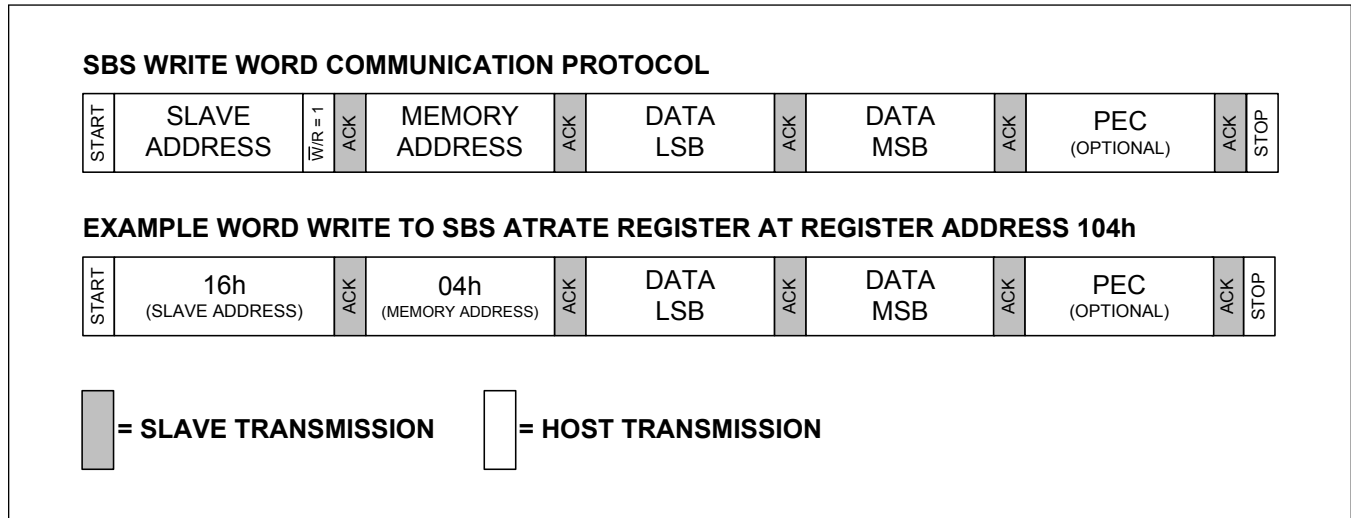 SBS WRITE WORD COMMUNICATION PROTOCOL
START
SLAVE
ADDRESS
W̅/R = 1
ACK
MEMORY
ADDRESS
ACK
DATA
LSB
ACK
DATA
MSB
ACK
PEC
(OPTIONAL)
ACK
STOP
EXAMPLE WORD WRITE TO SBS ATRATE REGISTER AT REGISTER ADDRESS 104h
START
16h
(SLAVE ADDRESS)
ACK
04h
(MEMORY ADDRESS)
ACK
DATA
LSB
ACK
DATA
MSB
ACK
PEC
(OPTIONAL)
ACK
STOP
= SLAVE TRANSMISSION
= HOST TRANSMISSION